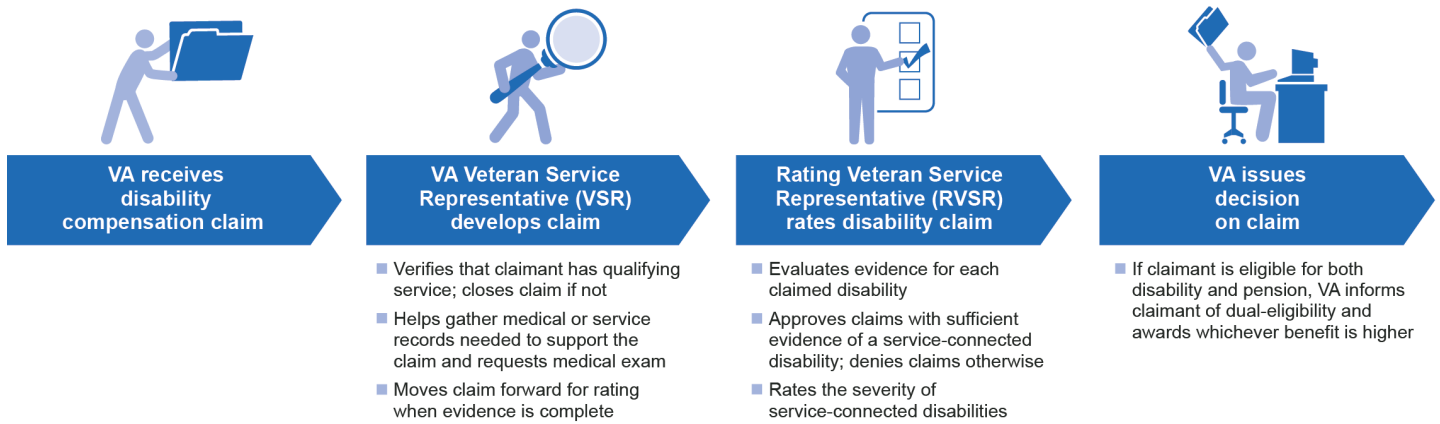 VA receives
disability
compensation claim
VA Veteran Service
Representative (VSR)
develops claim
Verifies that claimant has qualifying
service; closes claim if not
Helps gather medical or service
records needed to support the
claim and requests medical exam
Moves claim forward for rating
when evidence is complete
Rating Veteran Service
Representative (RVSR)
rates disability claim
Evaluates evidence for each
claimed disability
Approves claims with sufficient
evidence of a service-connected
disability; denies claims otherwise
Rates the severity of
service-connected disabilities
VA issues
decision
on claim
If claimant is eligible for both
disability and pension, VA informs
claimant of dual-eligibility and
awards whichever benefit is higher